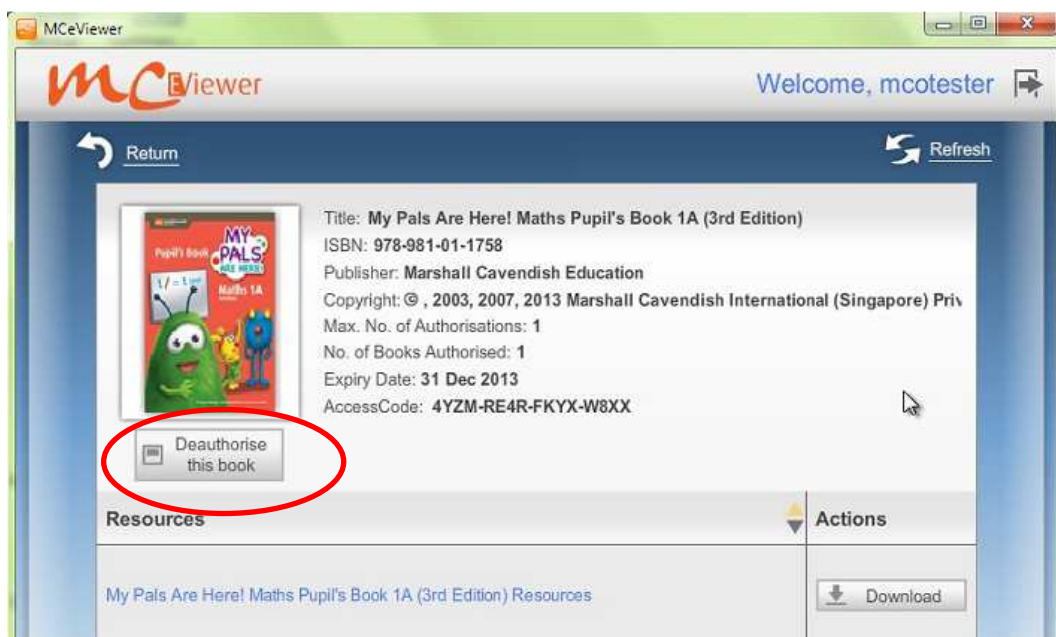 MCeViewer
MCEViewer
Welcome, mcotester
Return
Refresh
Pupil's Book
MY
PALS
ARE HERE!
Maths 1A
Title: My Pals Are Here! Maths Pupil's Book 1A (3rd Edition)
ISBN: 978-981-01-1758
Publisher: Marshall Cavendish Education
Copyright: © , 2003, 2007, 2013 Marshall Cavendish International (Singapore) Priv
Max. No. of Authorisations: 1
No. of Books Authorised: 1
Expiry Date: 31 Dec 2013
AccessCode: 4YZM-RE4R-FKYX-W8XX
Deauthorise
this book
Resources
Actions
My Pals Are Here! Maths Pupil's Book 1A (3rd Edition) Resources
Download